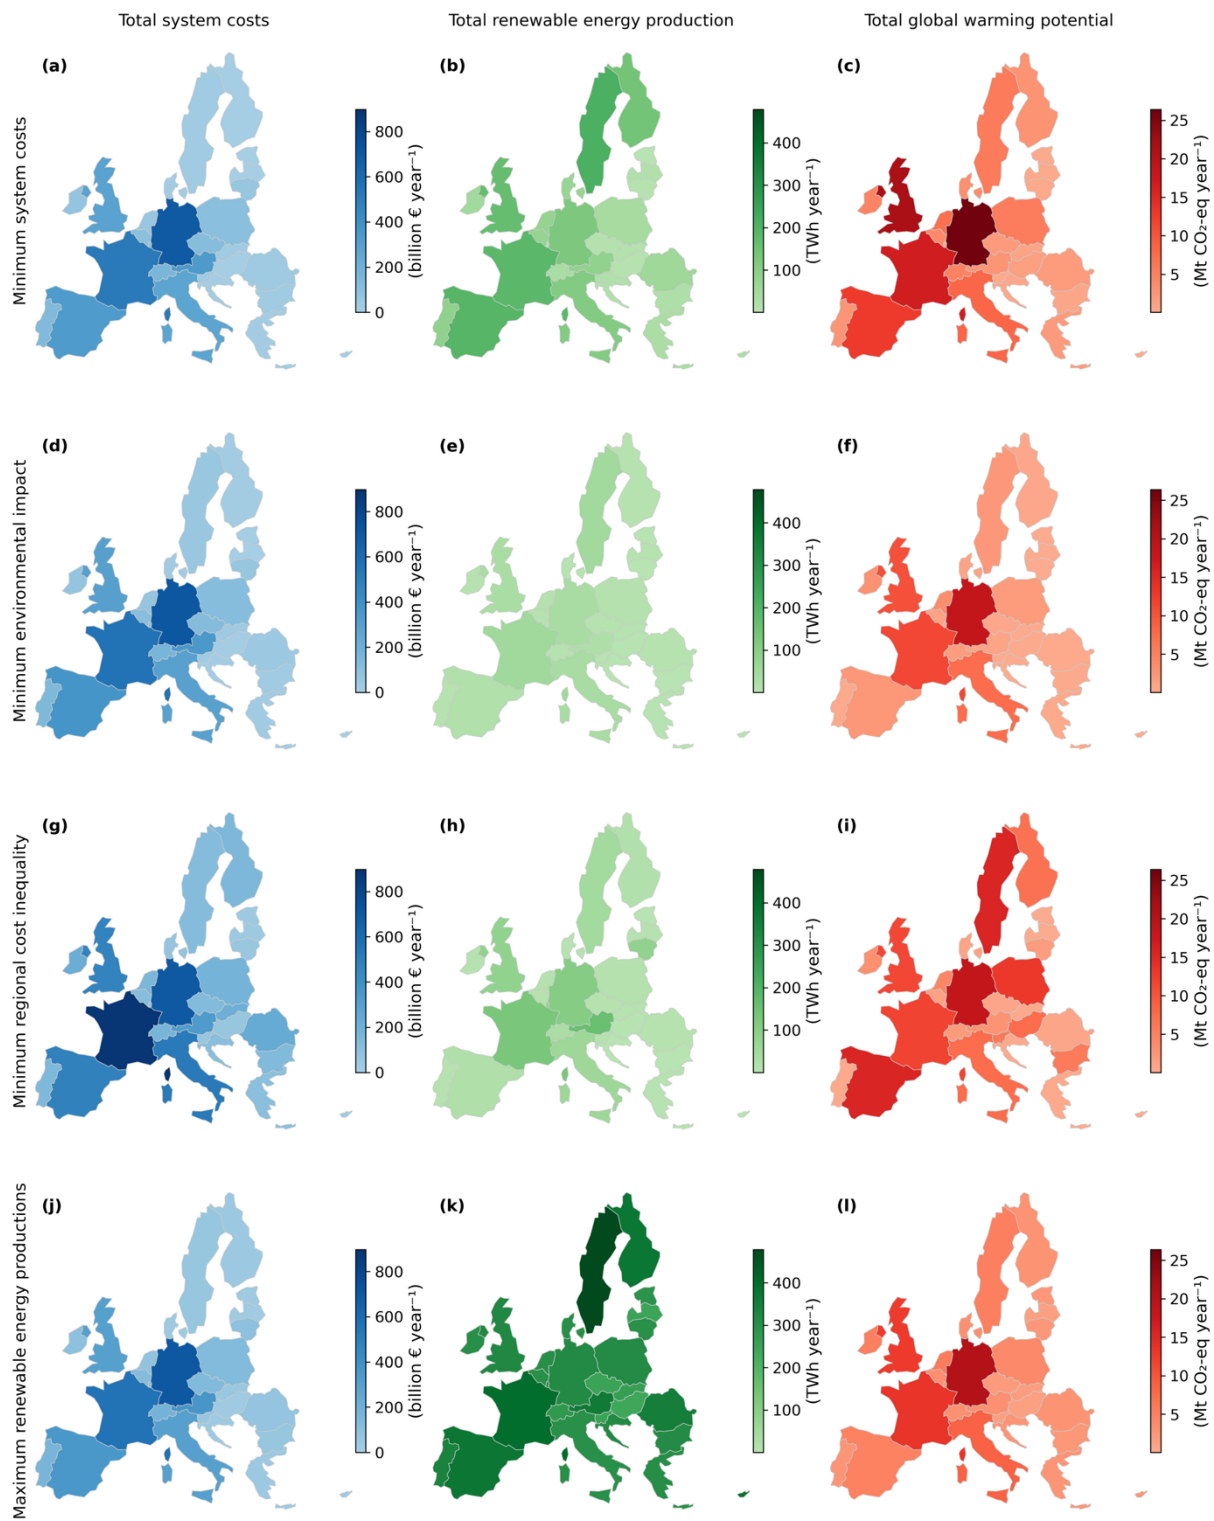 Total system costs
Total renewable energy production
Total global warming potential
Minimum system costs
(a)
800
600
400
200
0
(billion € year⁻¹)
(b)
400
300
200
100
(TWh year⁻¹)
(c)
25
20
15
10
5
(Mt CO₂-eq year⁻¹)
Minimum environmental impact
(d)
800
600
400
200
0
(billion € year⁻¹)
(e)
400
300
200
100
(TWh year⁻¹)
(f)
25
20
15
10
5
(Mt CO₂-eq year⁻¹)
Minimum regional cost inequality
(g)
800
600
400
200
0
(billion € year⁻¹)
(h)
400
300
200
100
(TWh year⁻¹)
(i)
25
20
15
10
5
(Mt CO₂-eq year⁻¹)
Maximum renewable energy productions
(j)
800
600
400
200
0
(billion € year⁻¹)
(k)
400
300
200
100
(TWh year⁻¹)
(l)
25
20
15
10
5
(Mt CO₂-eq year⁻¹)